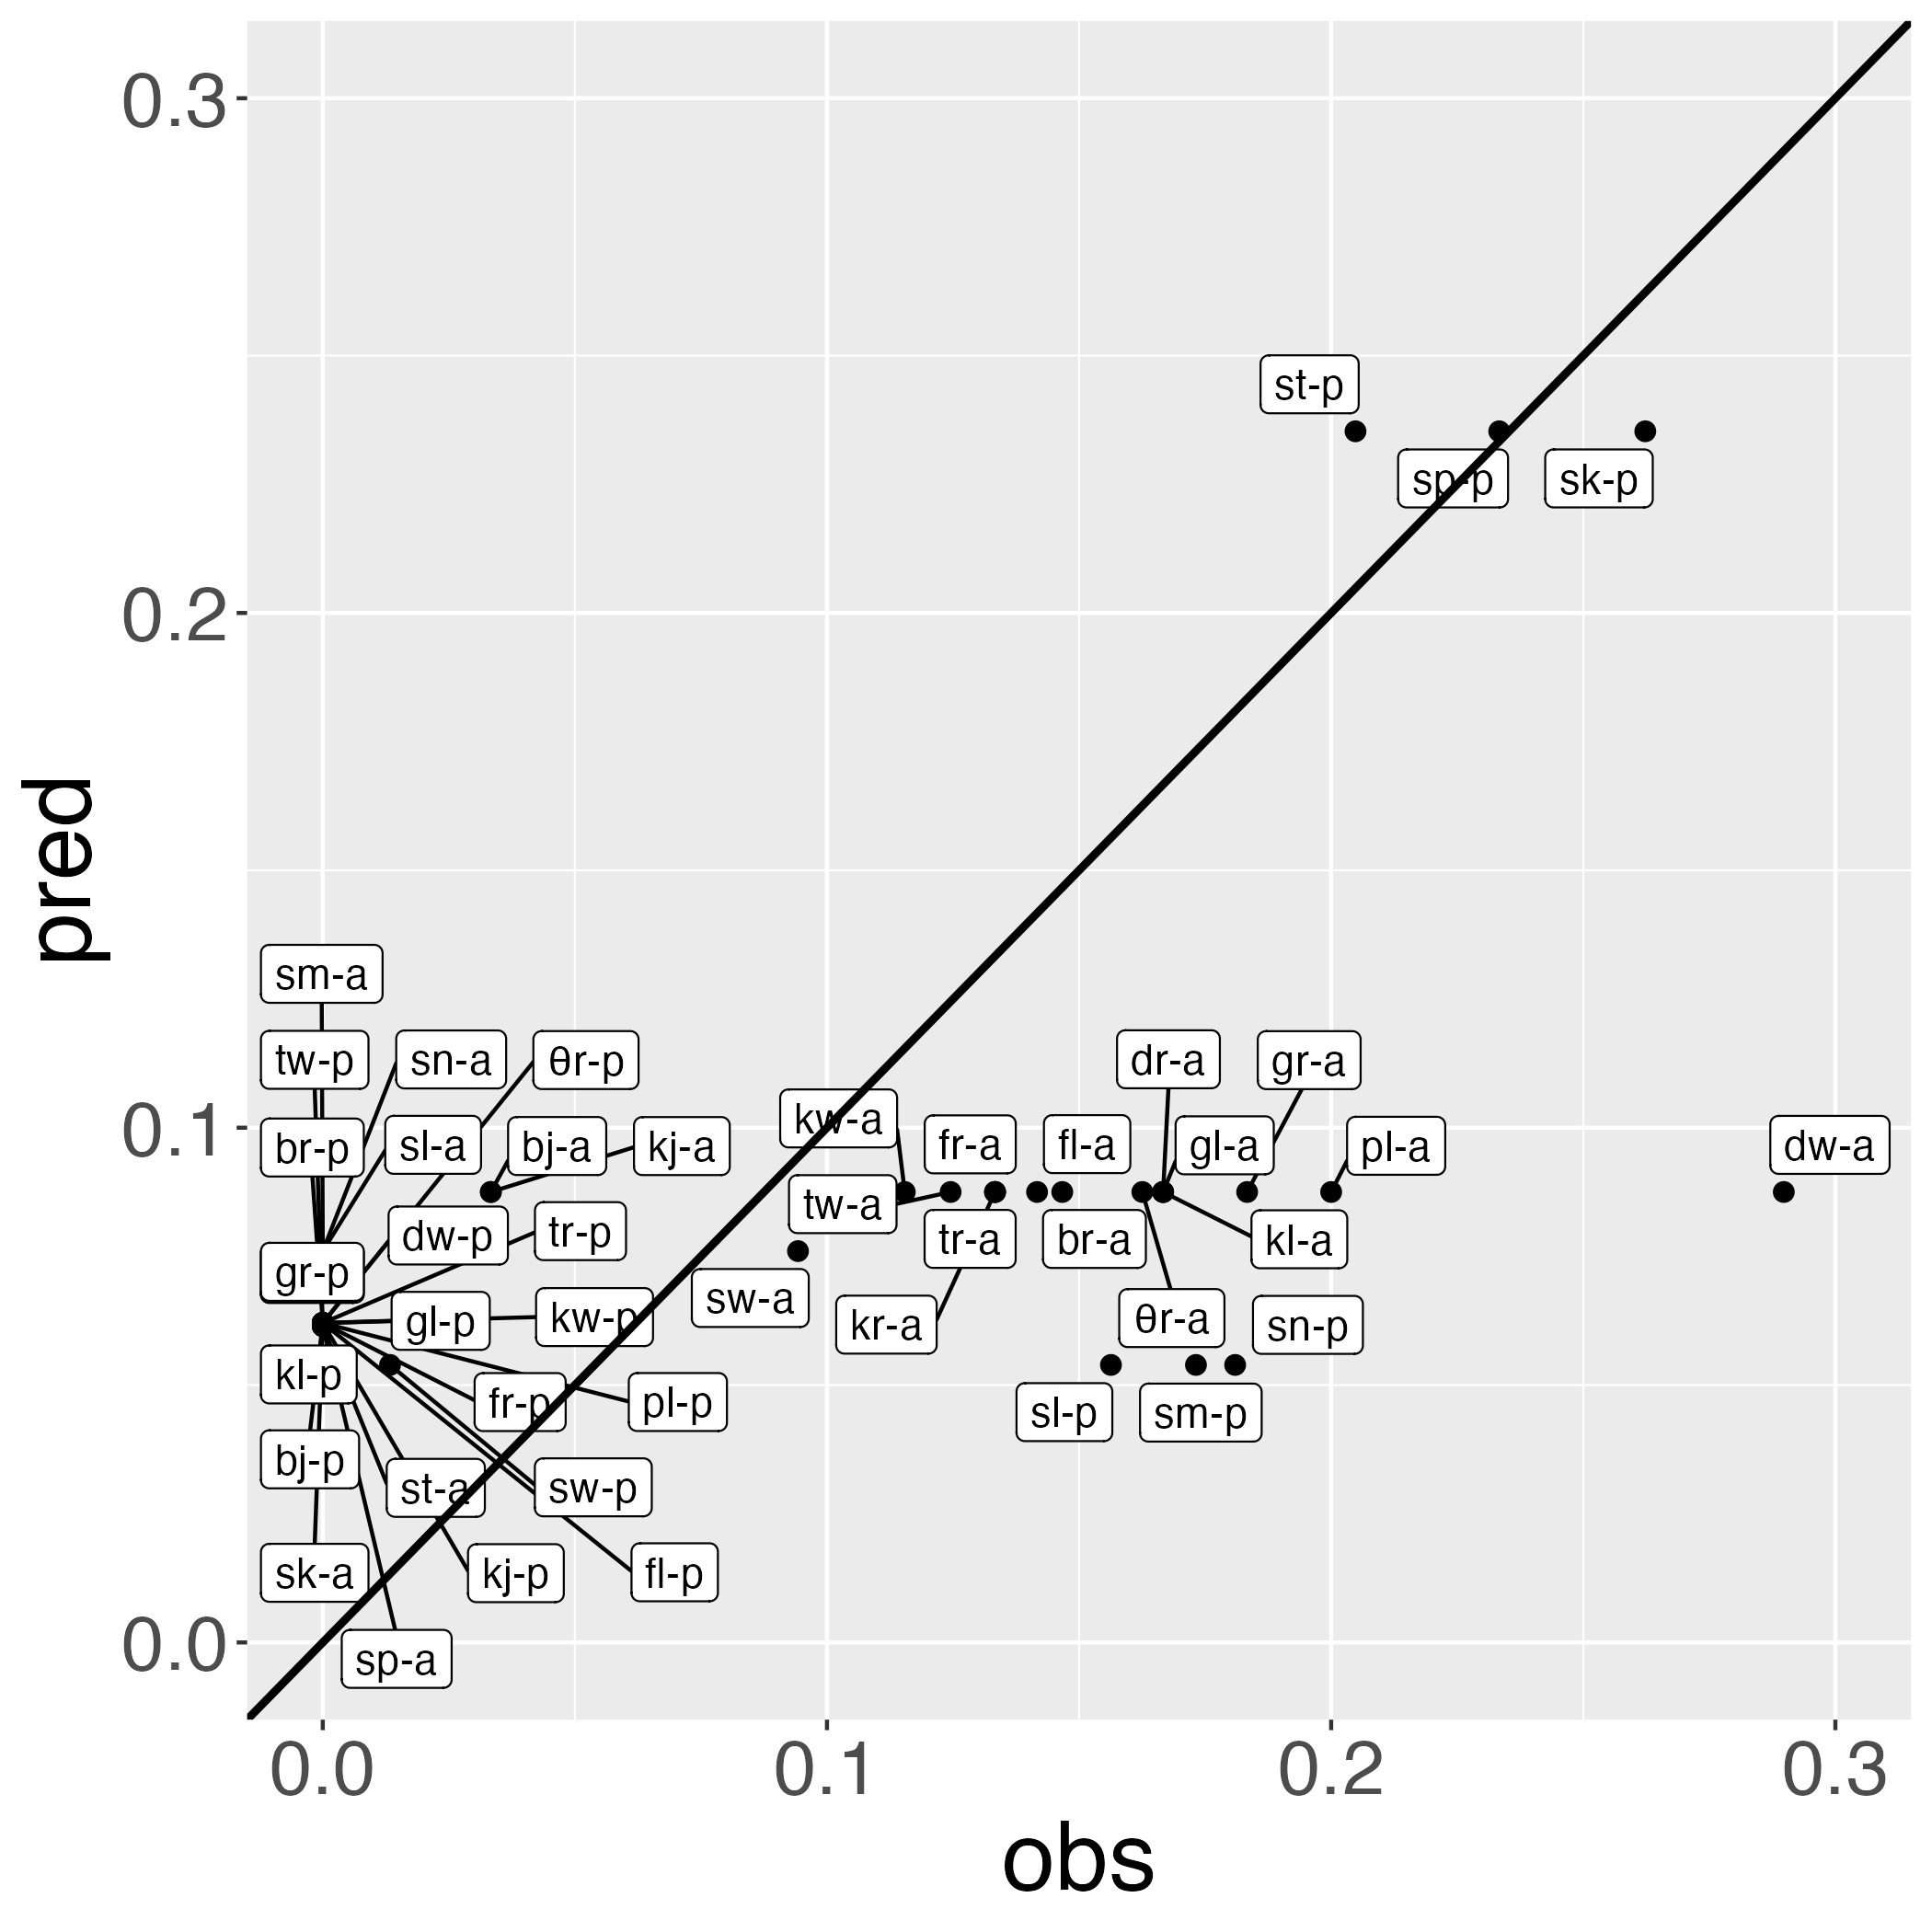 0.3
st-p
sp-p
sk-p
0.2
pred
sm-a
tw-p
sn-a
θr-p
dr-a
gr-a
0.1
kw-a
br-p
sl-a
bj-a
kj-a
fr-a
fl-a
gl-a
pl-a
dw-a
tw-a
dw-p
tr-p
tr-a
br-a
kl-a
gr-p
sw-a
gl-p
kw-p
kr-a
θr-a
sn-p
kl-p
fr-p
pl-p
sl-p
sm-p
bj-p
st-a
sw-p
sk-a
kj-p
fl-p
0.0
sp-a
0.0
0.1
0.2
0.3
obs